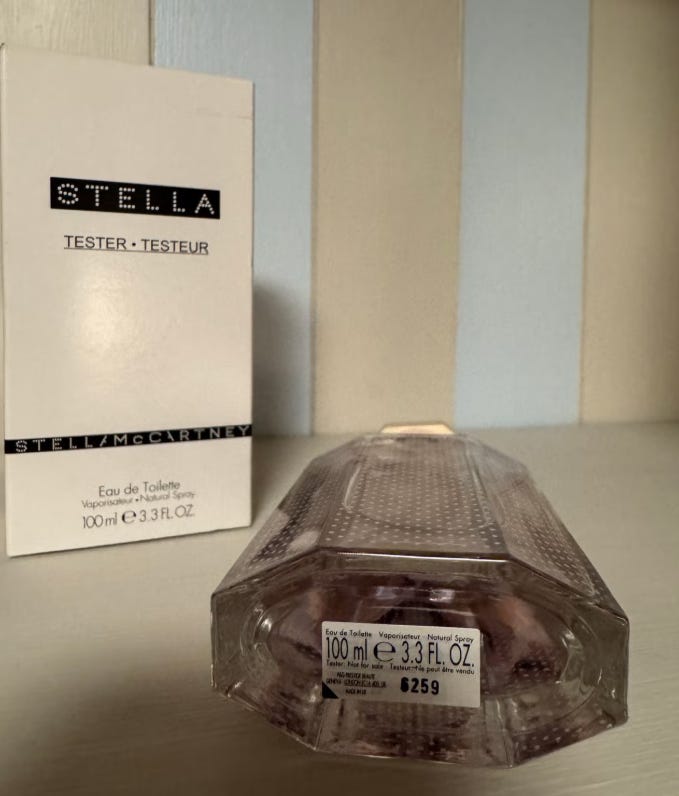 STELLA
TESTER • TESTEUR
STELLA McCARTNEY
Eau de Toilette
Vaporisateur • Natural Spray
100 ml e 3.3 FL. OZ.
Eau de Toilette Vaporisateur - Natural Spray
100 ml e 3.3 FL. OZ.
Tester: Not for sale Testeur: Ne peut être vendu
P&G PRESTIGE BEAUTE
6259